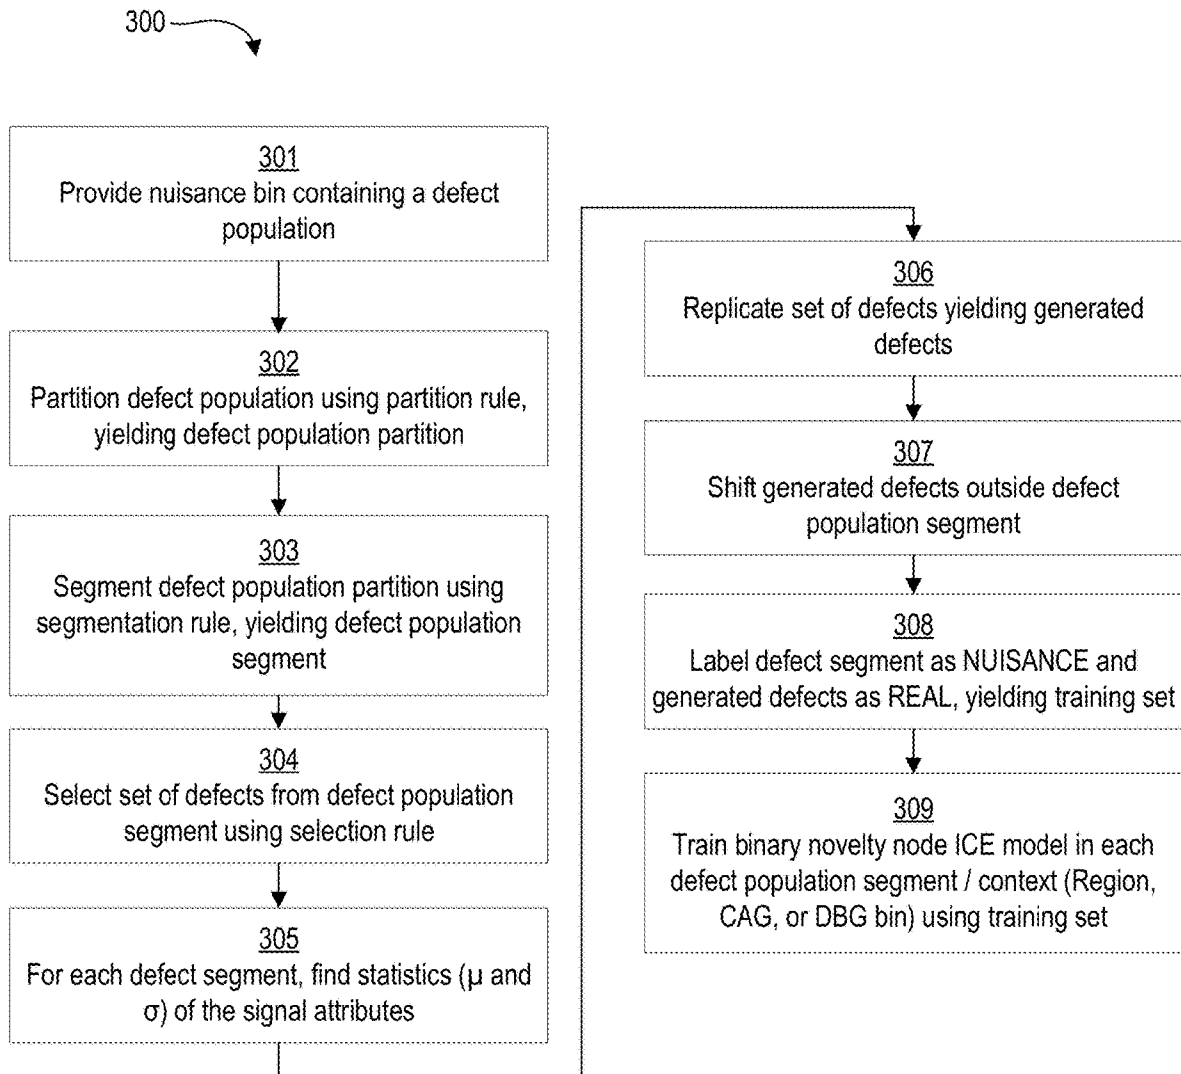 300
301
Provide nuisance bin containing a defect
population
302
Partition defect population using partition rule,
yielding defect population partition
303
Segment defect population partition using
segmentation rule, yielding defect population
segment
304
Select set of defects from defect population
segment using selection rule
305
For each defect segment, find statistics (μ and
σ) of the signal attributes
306
Replicate set of defects yielding generated
defects
307
Shift generated defects outside defect
population segment
308
Label defect segment as NUISANCE and
generated defects as REAL, yielding training set
309
Train binary novelty node ICE model in each
defect population segment / context (Region,
CAG, or DBG bin) using training set